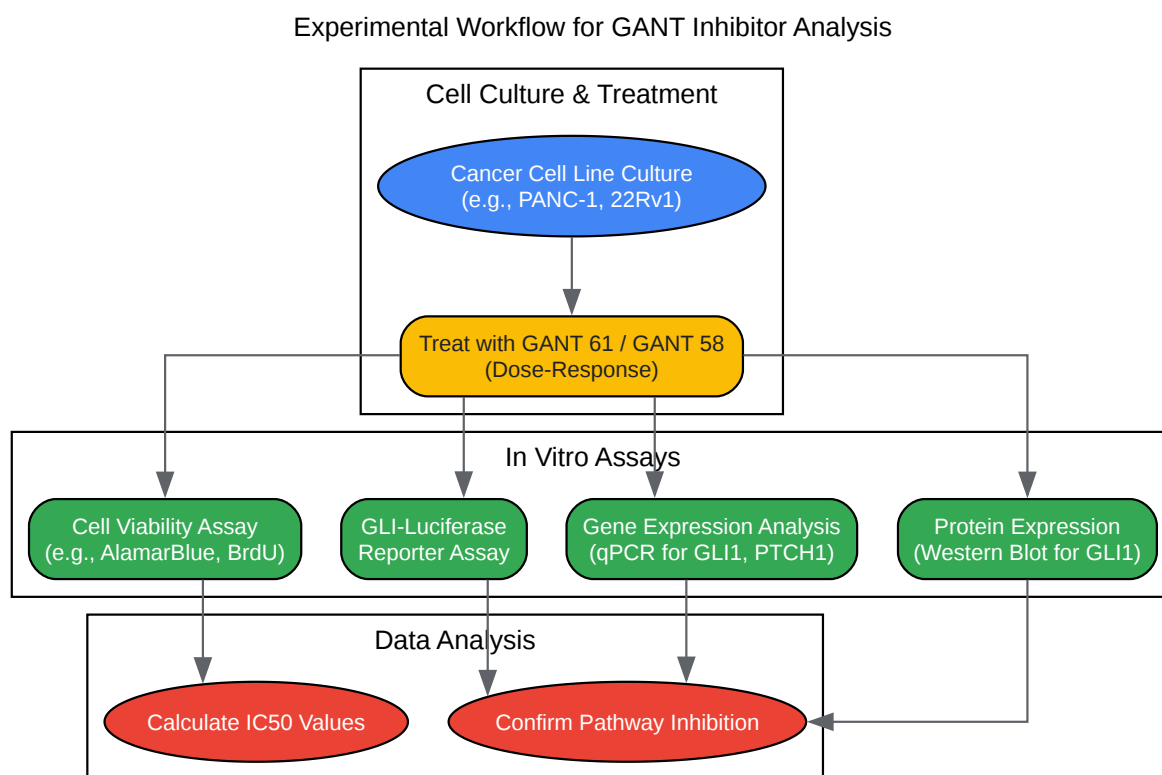 Experimental Workflow for GANT Inhibitor Analysis
Cell Culture & Treatment
Cancer Cell Line Culture
(e.g., PANC-1, 22Rv1)
Treat with GANT 61 / GANT 58
(Dose-Response)
In Vitro Assays
Cell Viability Assay
(e.g., AlamarBlue, BrdU)
GLI-Luciferase
Reporter Assay
Gene Expression Analysis
(qPCR for GLI1, PTCH1)
Protein Expression
(Western Blot for GLI1)
Data Analysis
Calculate IC50 Values
Confirm Pathway Inhibition